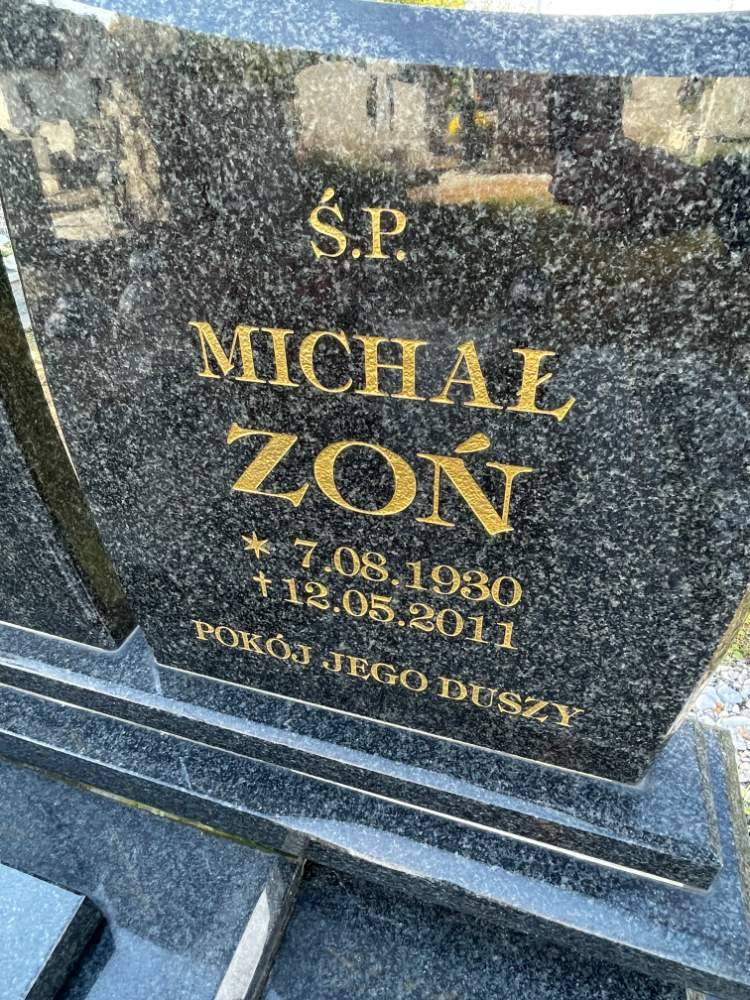 Ś.P.
MICHAŁ
ZOŃ
* 7.08.1930
† 12.05.2011
POKÓJ JEGO DUSZY